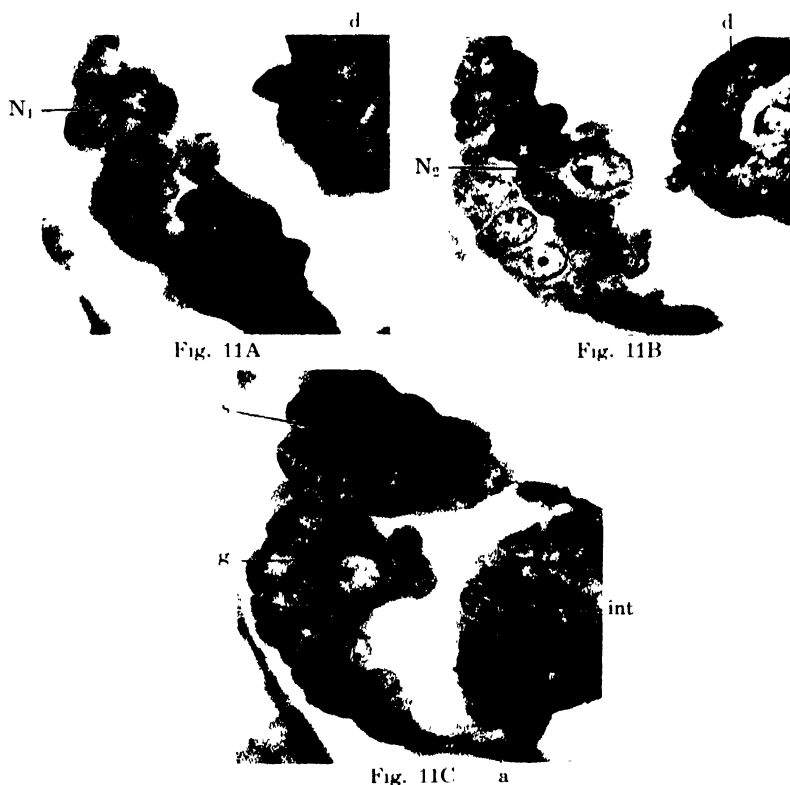 d
d
N₁
N₂
Fig. 11A
Fig. 11B
s
g
int
Fig. 11C
a